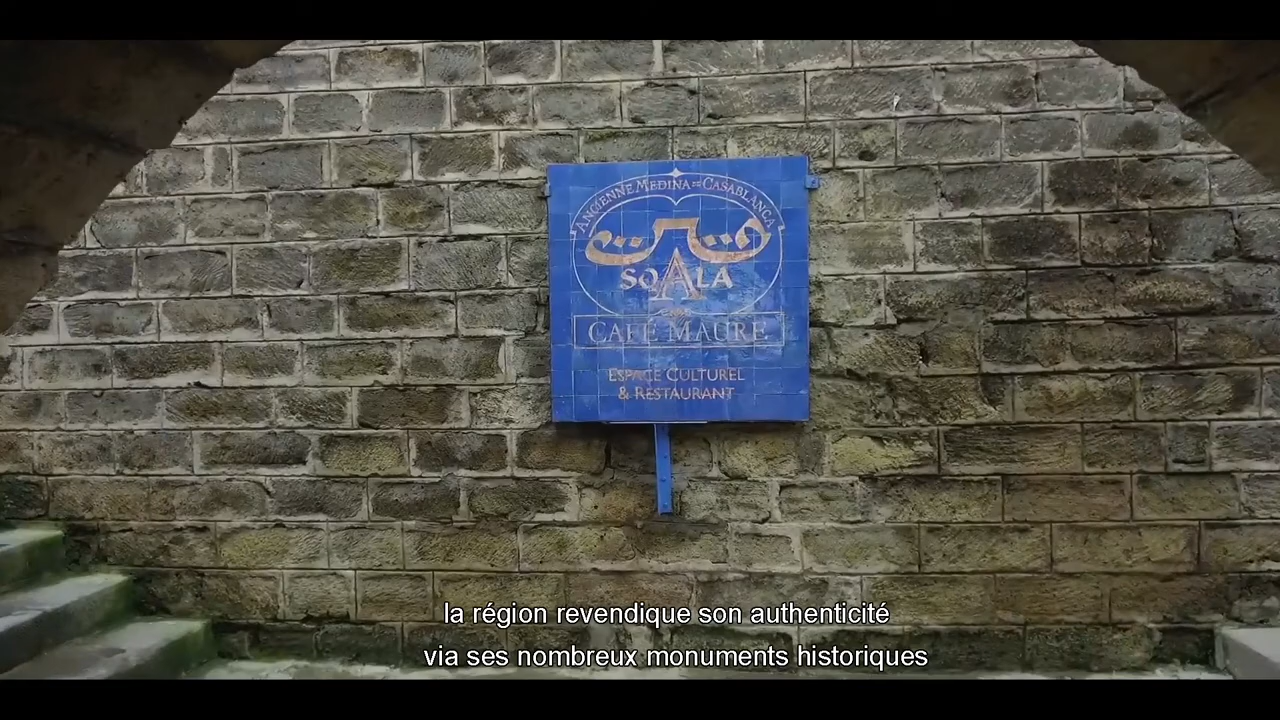 ANCIENNE MEDINA DE CASABLANCA
SQALA
CAFÉ MAURE
ESPACE CULTUREL
& RESTAURANT
la région revendique son authenticité
via ses nombreux monuments historiques